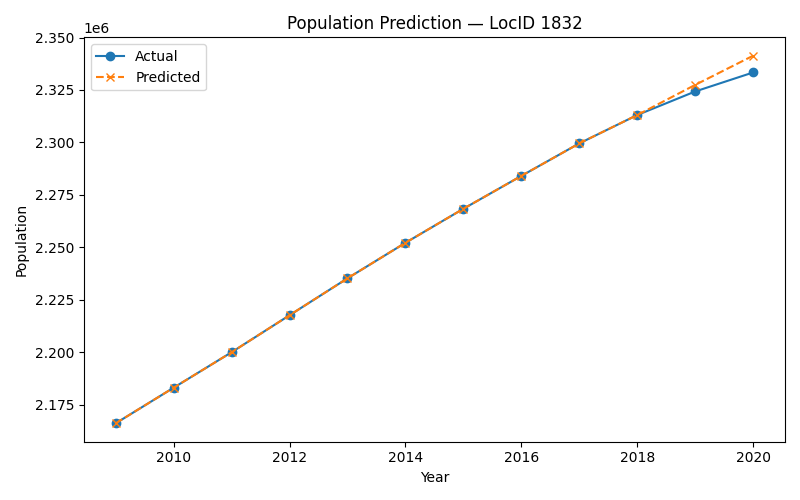 Population Prediction — LocID 1832
1e6
2.350
2.325
2.300
2.275
2.250
2.225
2.200
2.175
Population
Actual
Predicted
2010 2012 2014 2016 2018 2020
Year